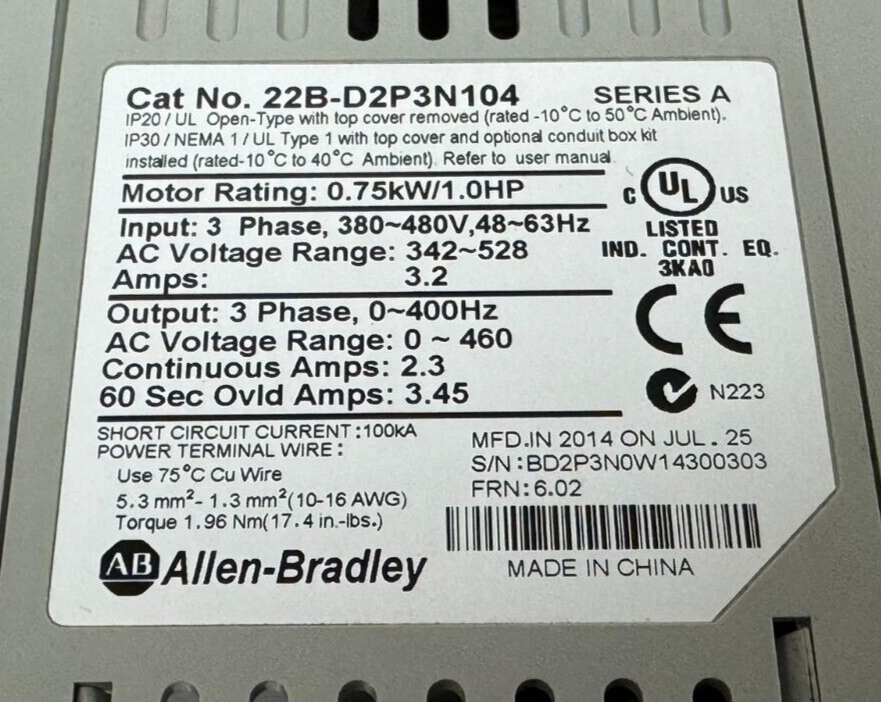 Cat No. 22B-D2P3N104 SERIES A
IP20 / UL Open-Type with top cover removed (rated -10°C to 50°C Ambient).
IP30 / NEMA 1 / UL Type 1 with top cover and optional conduit box kit
installed (rated-10°C to 40°C Ambient). Refer to user manual.
Motor Rating: 0.75kW/1.0HP
C UL US
LISTED
IND. CONT. EQ.
3KA0
Input: 3 Phase, 380~480V,48~63Hz
AC Voltage Range: 342~528
Amps: 3.2
Output: 3 Phase, 0~400Hz
AC Voltage Range: 0 ~ 460
Continuous Amps: 2.3
60 Sec Ovld Amps: 3.45
CE
N223
SHORT CIRCUIT CURRENT :100kA
POWER TERMINAL WIRE :
Use 75°C Cu Wire
5.3 mm²- 1.3 mm²(10-16 AWG)
Torque 1.96 Nm(17.4 in.-lbs.)
MFD.IN 2014 ON JUL . 25
S/N :BD2P3N0W14300303
FRN: 6.02
AB Allen-Bradley
MADE IN CHINA